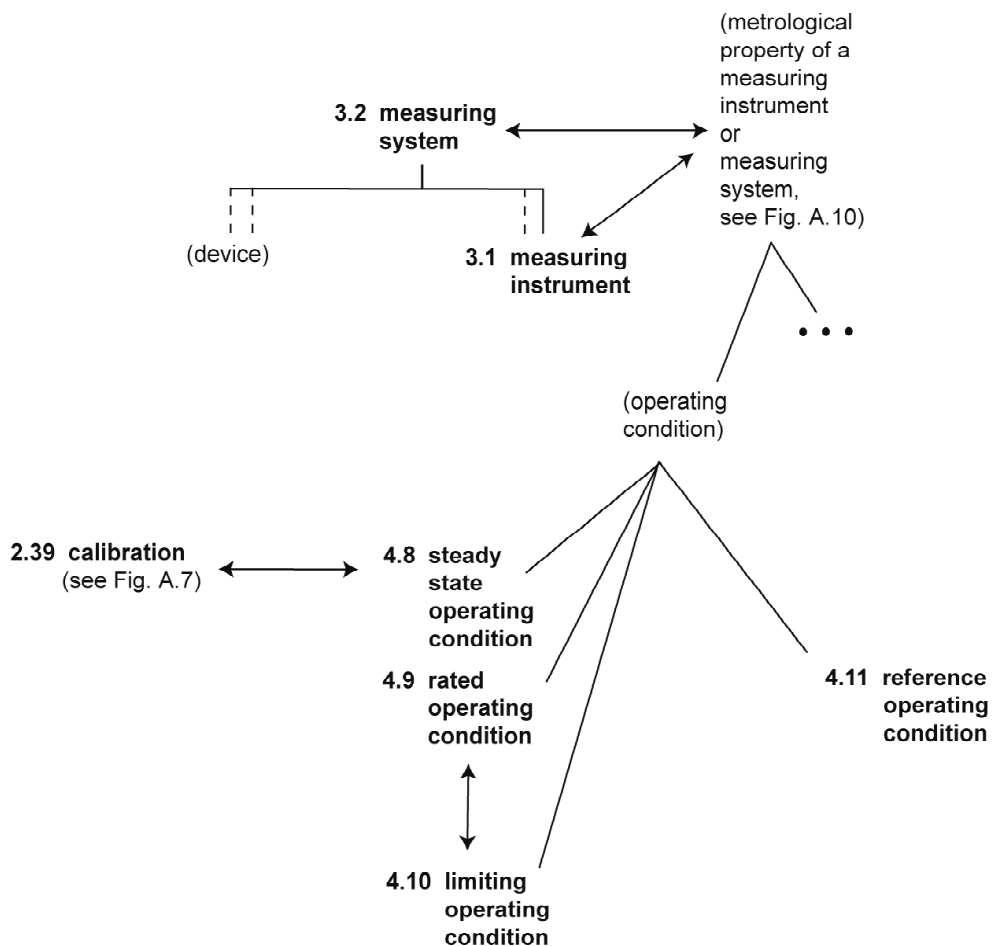 (metrological
property of a
measuring
instrument
or
measuring
system,
see Fig. A.10)
3.2 measuring
system
(device)
3.1 measuring
instrument
• • •
(operating
condition)
2.39 calibration
(see Fig. A.7)
4.8 steady
state
operating
condition
4.9 rated
operating
condition
4.11 reference
operating
condition
4.10 limiting
operating
condition